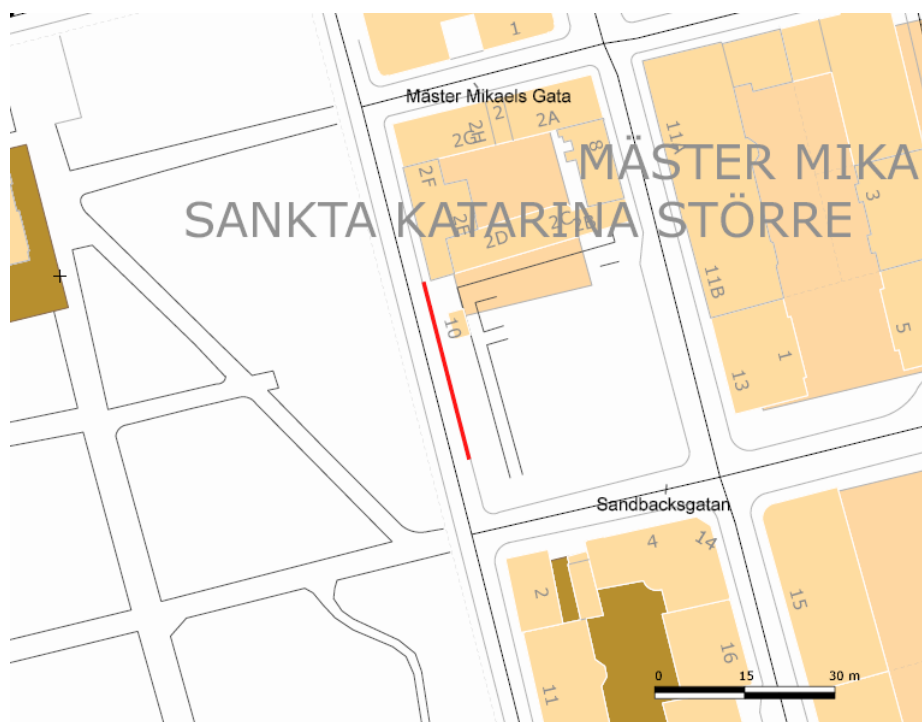 1
Mäster Mikaels Gata
2G
2H
2
2A
8
11A
MÄSTER MIKA
2F
3
SANKTA KATARINA STÖRRE
2E
2D
2C
2B
11B
10
5
1
13
Sandbacksgatan
4
14
2
15
16
11
0 15 30 m